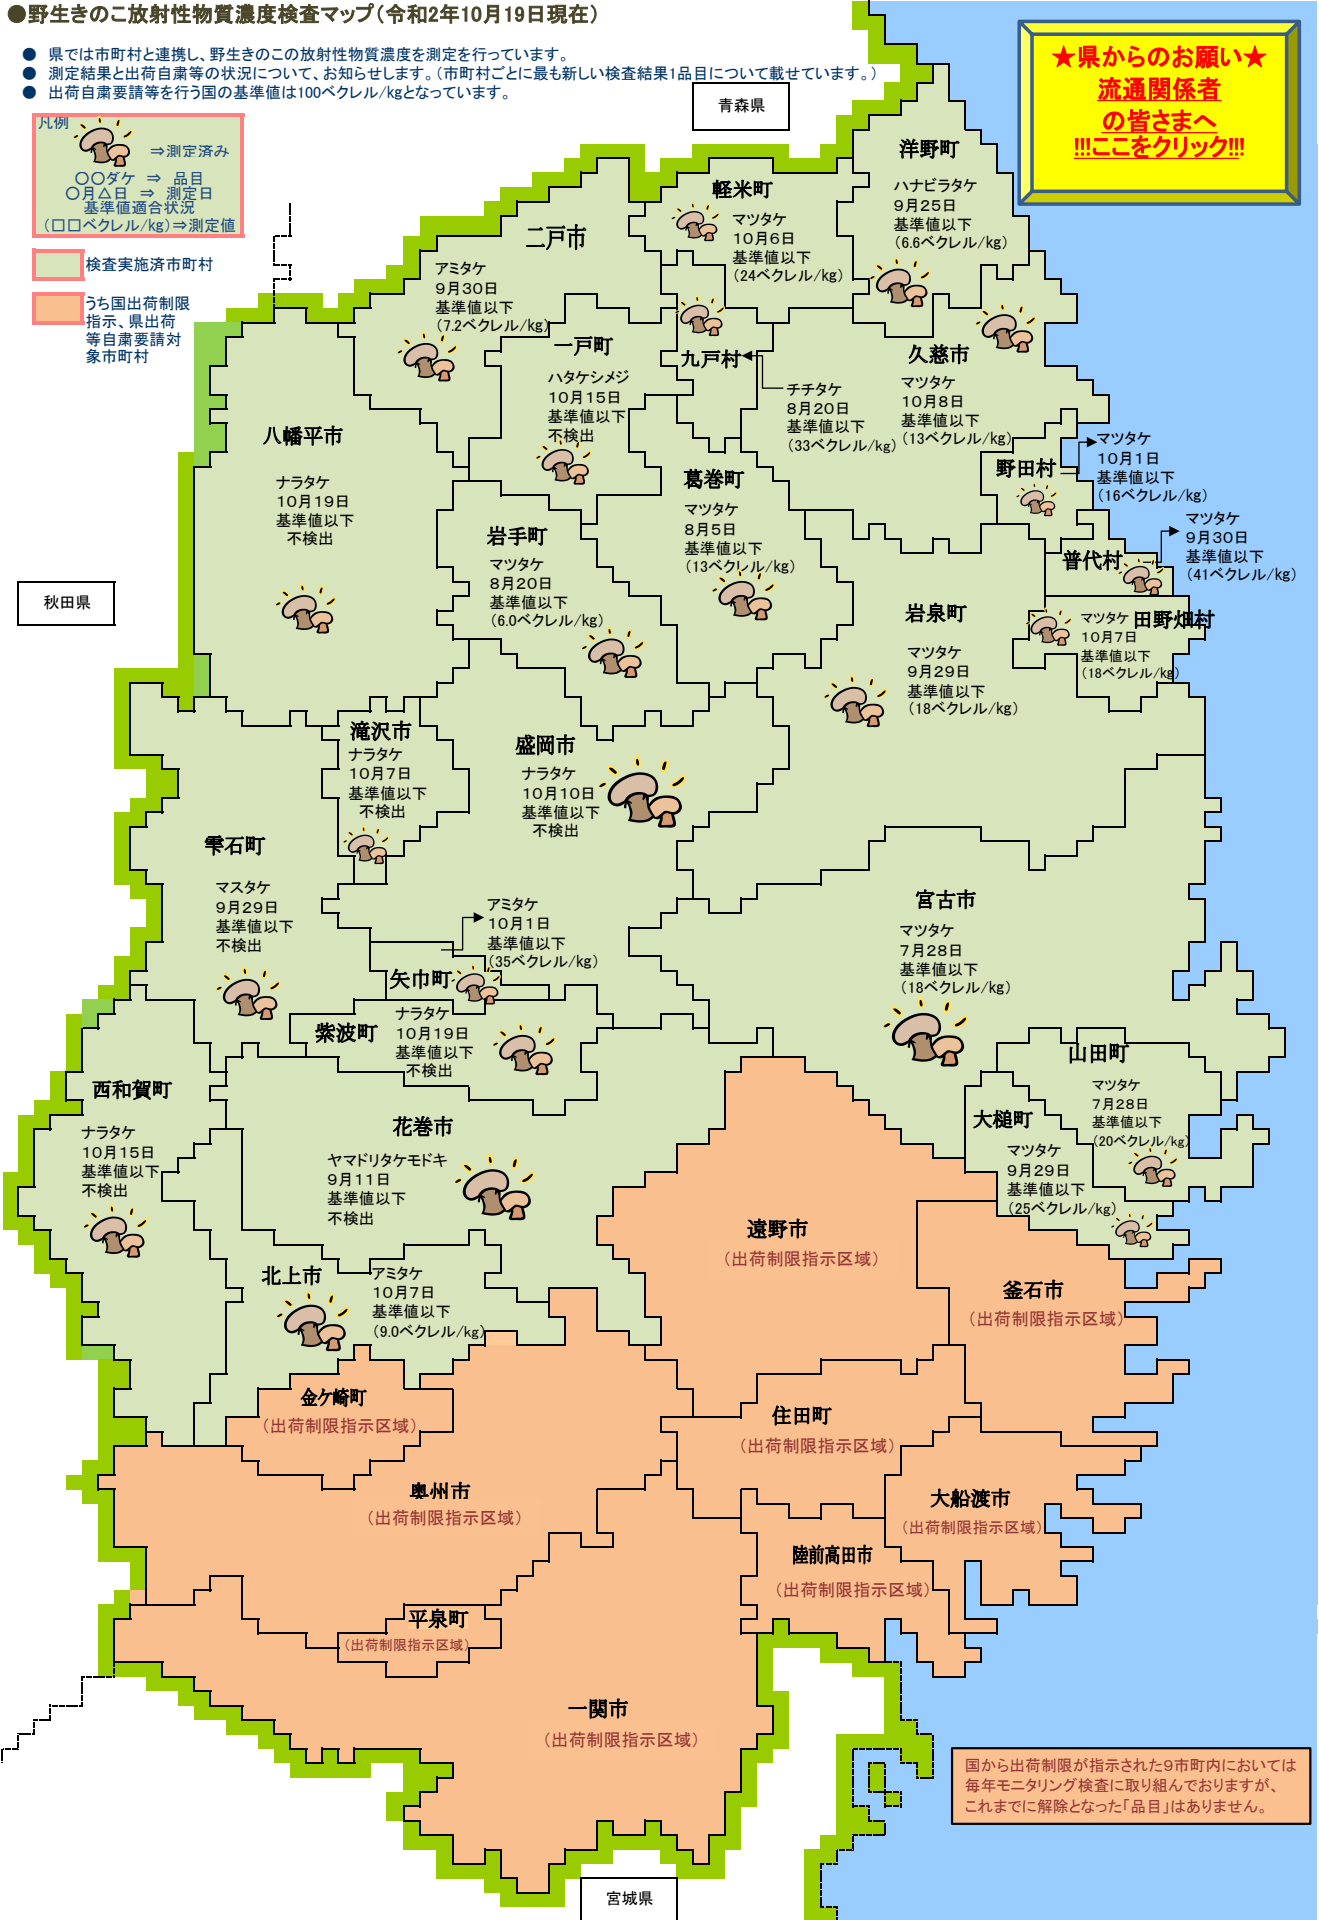 ●野生きのこ放射性物質濃度検査マップ（令和2年10月19日現在）
● 県では市町村と連携し、野生きのこの放射性物質濃度を測定を行っています。
● 測定結果と出荷自粛等の状況について、お知らせします。（市町村ごとに最も新しい検査結果1品目について載せています。）
● 出荷自粛要請等を行う国の基準値は100ベクレル/kgとなっています。
★県からのお願い★
流通関係者
の皆さまへ
!!!ここをクリック!!!
凡例
⇒測定済み
○○ダケ ⇒ 品目
○月△日 ⇒ 測定日
基準値適合状況
(□□ベクレル/kg)⇒測定値
検査実施済市町村
うち国出荷制限
指示、県出荷
等自粛要請対
象市町村
青森県
秋田県
宮城県
洋野町
ハナビラタケ
9月25日
基準値以下
(6.6ベクレル/kg)
軽米町
マツタケ
10月6日
基準値以下
(24ベクレル/kg)
二戸市
アミタケ
9月30日
基準値以下
(7.2ベクレル/kg)
一戸町
ハタケシメジ
10月15日
基準値以下
不検出
九戸村
チチタケ
8月20日
基準値以下
(33ベクレル/kg)
久慈市
マツタケ
10月8日
基準値以下
(13ベクレル/kg)
野田村
マツタケ
10月1日
基準値以下
(16ベクレル/kg)
八幡平市
ナラタケ
10月19日
基準値以下
不検出
葛巻町
マツタケ
8月5日
基準値以下
(13ベクレル/kg)
岩手町
マツタケ
8月20日
基準値以下
(6.0ベクレル/kg)
普代村
マツタケ
9月30日
基準値以下
(41ベクレル/kg)
田野畑村
マツタケ
10月7日
基準値以下
(18ベクレル/kg)
岩泉町
マツタケ
9月29日
基準値以下
(18ベクレル/kg)
滝沢市
ナラタケ
10月7日
基準値以下
不検出
盛岡市
ナラタケ
10月10日
基準値以下
不検出
雫石町
マスタケ
9月29日
基準値以下
不検出
矢巾町
アミタケ
10月1日
基準値以下
(35ベクレル/kg)
宮古市
マツタケ
7月28日
基準値以下
(18ベクレル/kg)
紫波町
ナラタケ
10月19日
基準値以下
不検出
山田町
マツタケ
7月28日
基準値以下
(20ベクレル/kg)
西和賀町
ナラタケ
10月15日
基準値以下
不検出
花巻市
ヤマドリタケモドキ
9月11日
基準値以下
不検出
大槌町
マツタケ
9月29日
基準値以下
(25ベクレル/kg)
北上市
アミタケ
10月7日
基準値以下
(9.0ベクレル/kg)
遠野市
(出荷制限指示区域)
釜石市
(出荷制限指示区域)
金ケ崎町
(出荷制限指示区域)
住田町
(出荷制限指示区域)
奥州市
(出荷制限指示区域)
大船渡市
(出荷制限指示区域)
陸前高田市
(出荷制限指示区域)
平泉町
(出荷制限指示区域)
一関市
(出荷制限指示区域)
国から出荷制限が指示された9市町内においては
毎年モニタリング検査に取り組んでおりますが、
これまでに解除となった「品目」はありません。